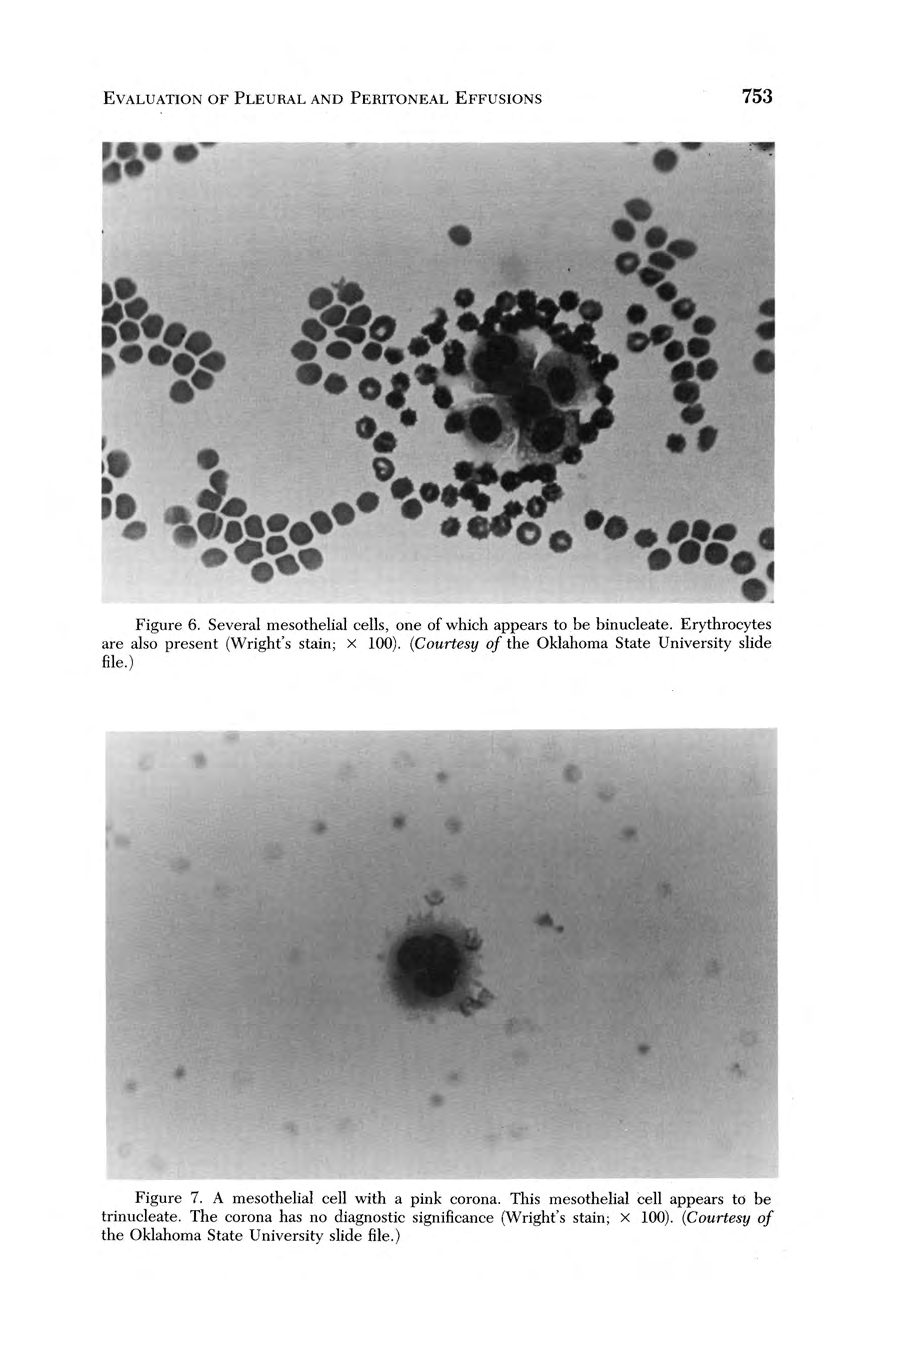 EVALUATION OF PLEURAL AND PERITONEAL EFFUSIONS 753
Figure 6. Several mesothelial cells, one of which appears to be binucleate. Erythrocytes
are also present (Wright's stain; × 100). (Courtesy of the Oklahoma State University slide
file.)
Figure 7. A mesothelial cell with a pink corona. This mesothelial cell appears to be
trinucleate. The corona has no diagnostic significance (Wright's stain; × 100). (Courtesy of
the Oklahoma State University slide file.)